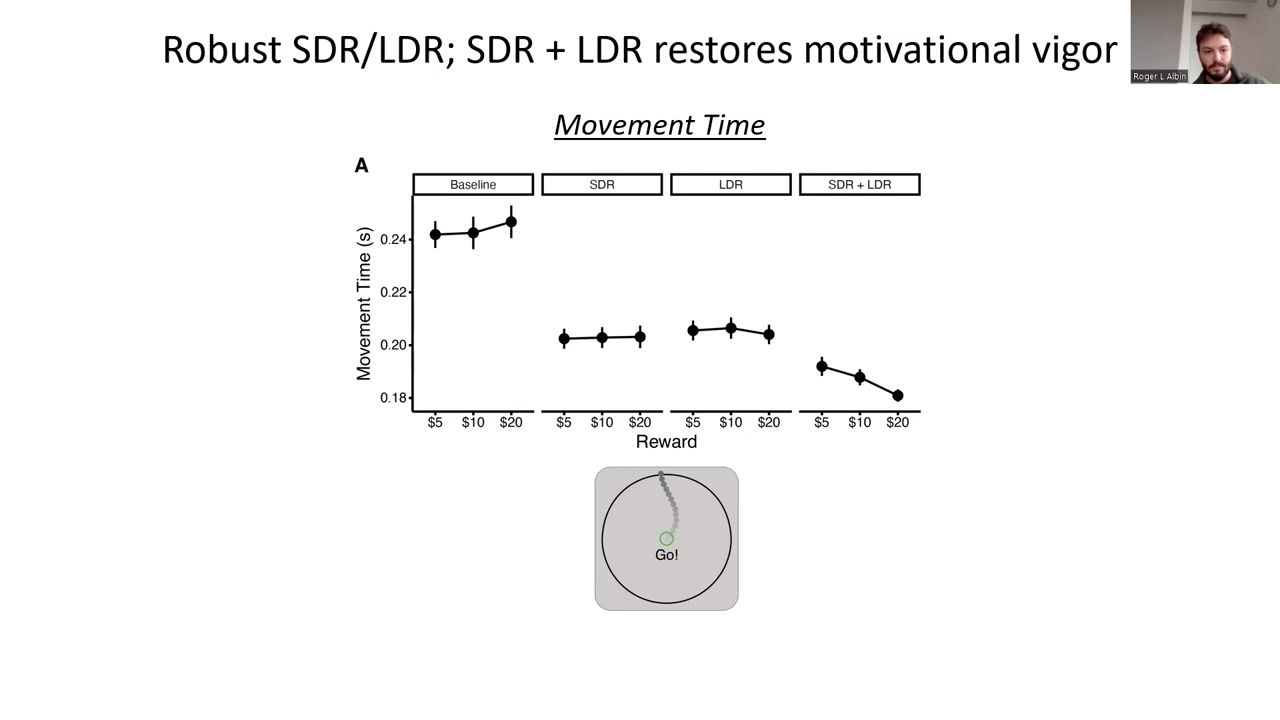 Robust SDR/LDR; SDR + LDR restores motivational vigor
Roger L Albin
Movement Time
A
Baseline SDR LDR SDR + LDR
Movement Time (s)
0.24
0.22
0.20
0.18
$5 $10 $20 $5 $10 $20 $5 $10 $20 $5 $10 $20
Reward
Go!